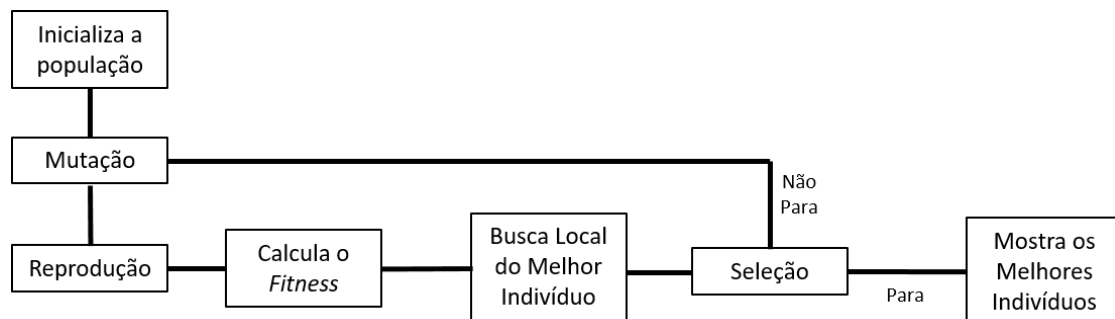 Inicializa a
população
Mutação
Não
Para
Reprodução
Calcula o
Fitness
Busca Local
do Melhor
Indivíduo
Seleção
Para
Mostra os
Melhores
Indivíduos